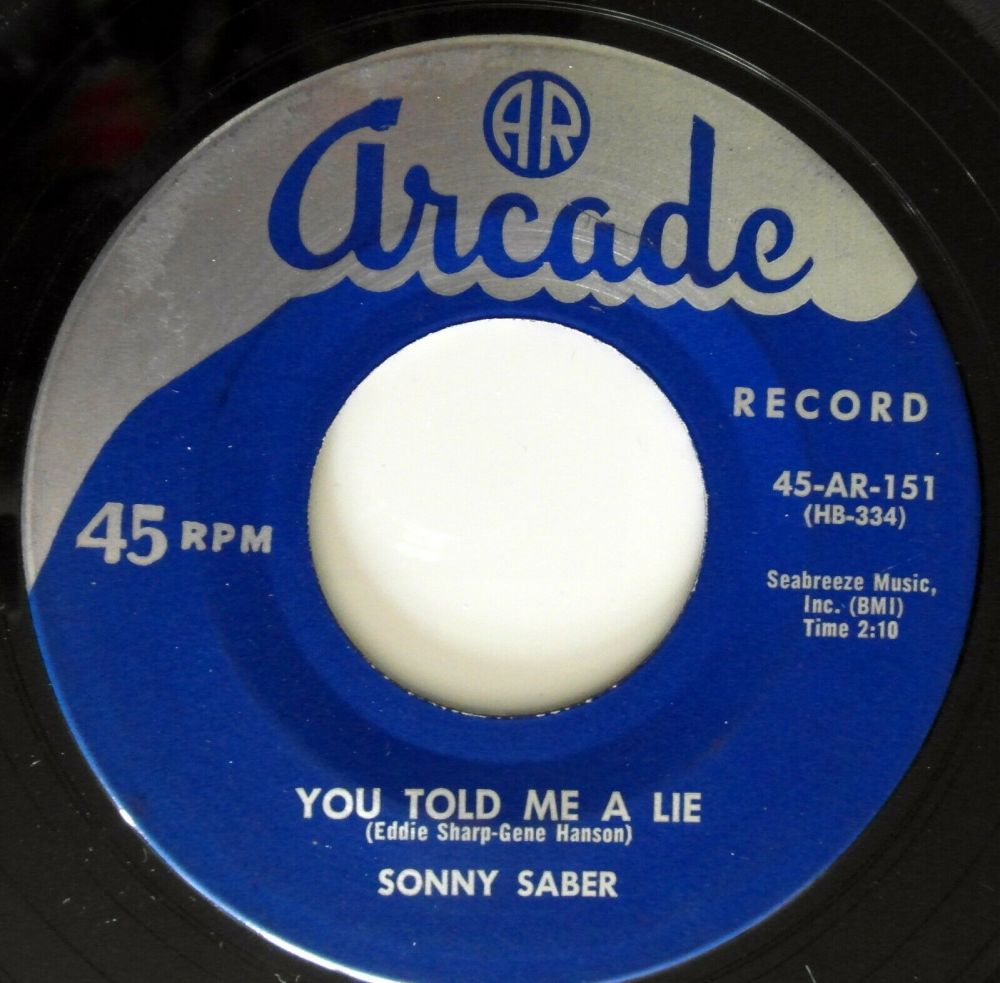 AR
arcade
RECORD
45-AR-151
(HB-334)
45 RPM
Seabreeze Music,
Inc. (BMI)
Time 2:10
YOU TOLD ME A LIE
(Eddie Sharp-Gene Hanson)
SONNY SABER